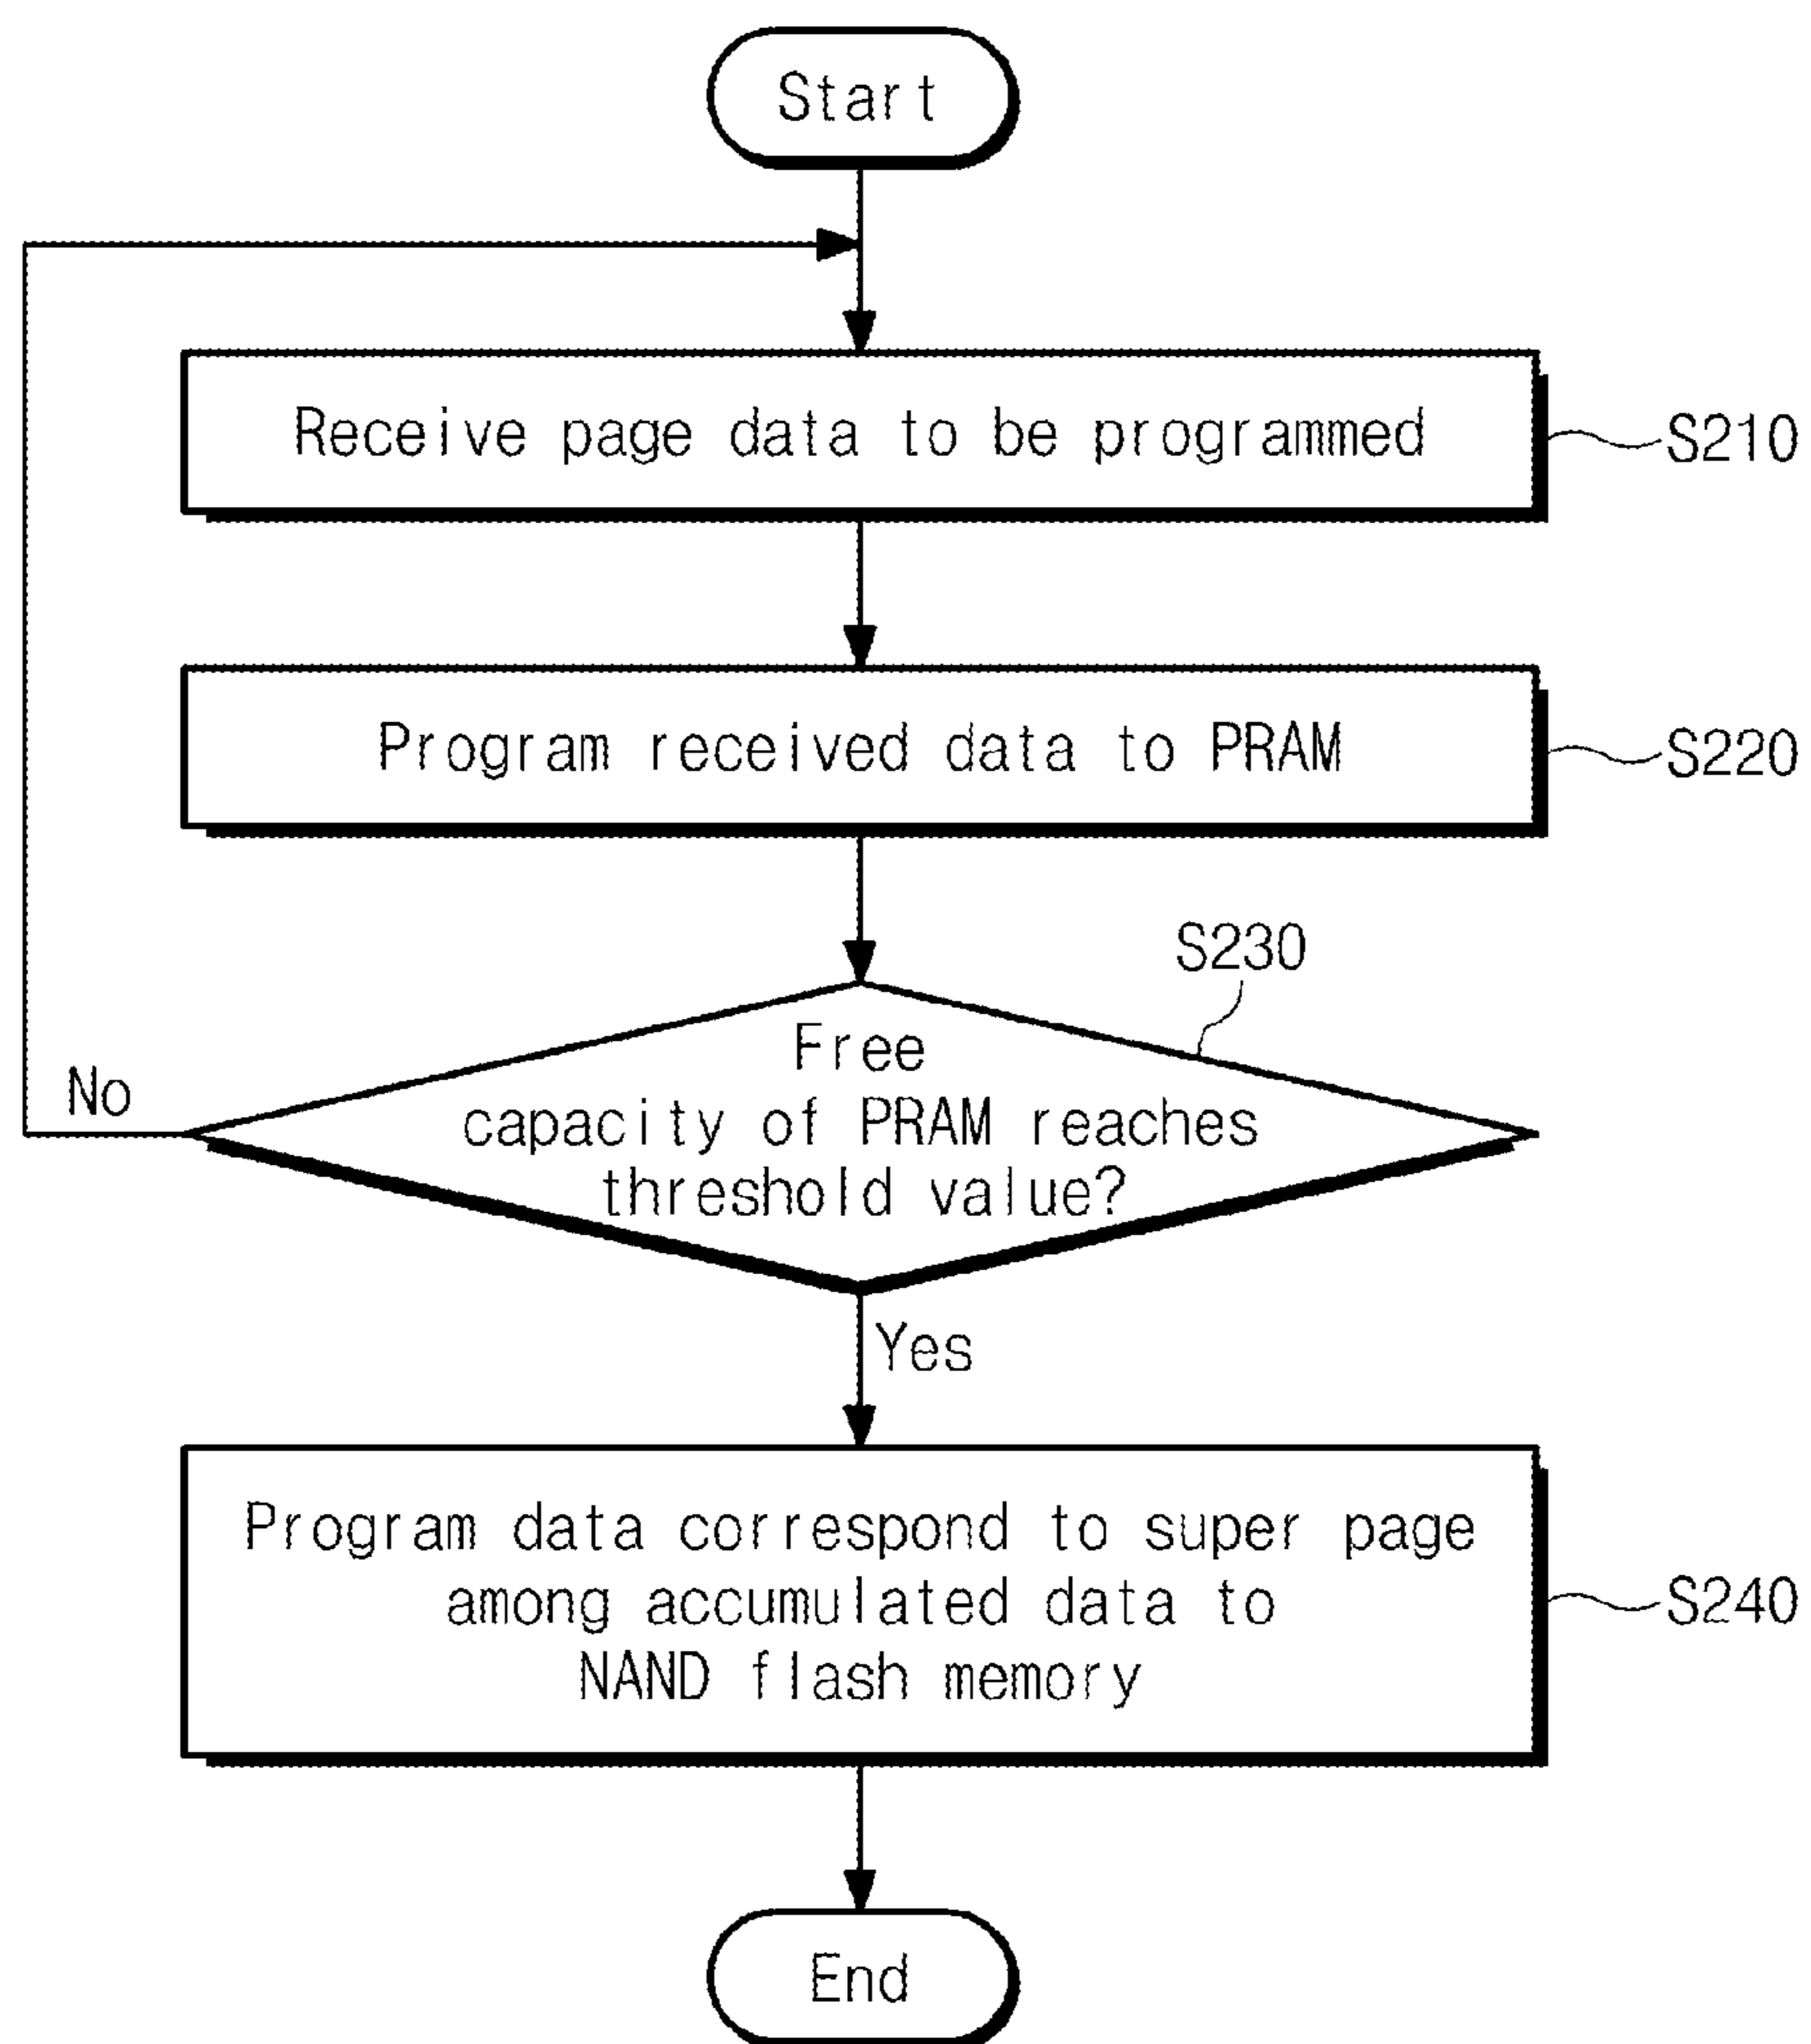 Start
Receive page data to be programmed
S210
Program received data to PRAM
S220
S230
Free
capacity of PRAM reaches
threshold value?
No
Yes
Program data correspond to super page
among accumulated data to
NAND flash memory
S240
End